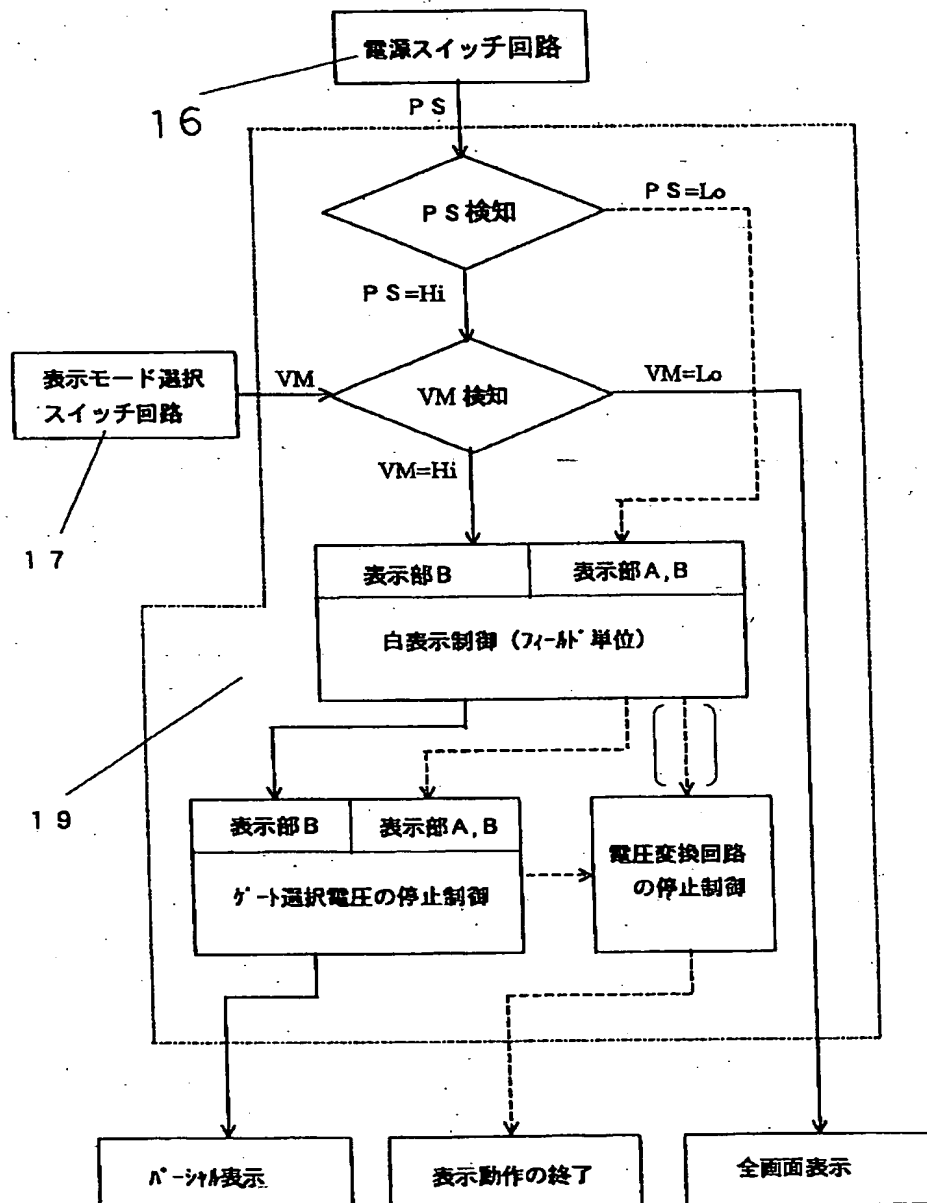 電源スイッチ回路
16
PS
PS検知
PS=Lo
PS=Hi
表示モード選択
スイッチ回路
VM
VM検知
VM=Lo
17
VM=Hi
表示部B
表示部A,B
白表示制御（ﾌｨｰﾙﾄﾞ単位）
19
表示部B
表示部A,B
ｹﾞｰﾄ選択電圧の停止制御
電圧変換回路
の停止制御
ﾊﾟｰｼｬﾙ表示
表示動作の終了
全画面表示